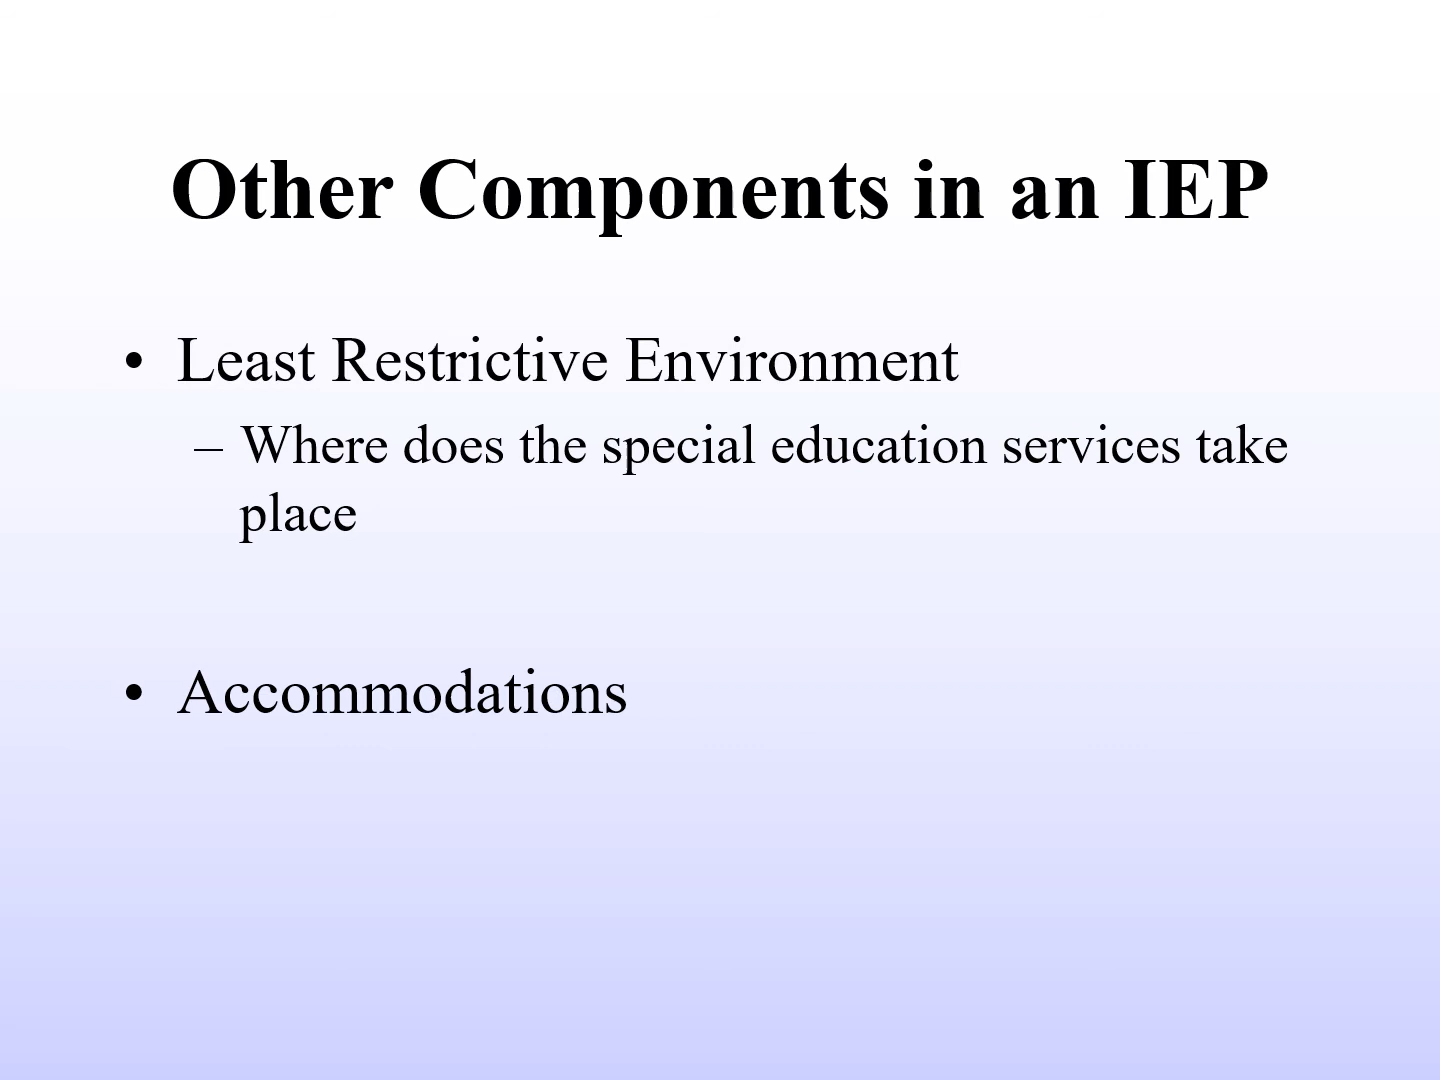 Other Components in an IEP
• Least Restrictive Environment
– Where does the special education services take
place
• Accommodations